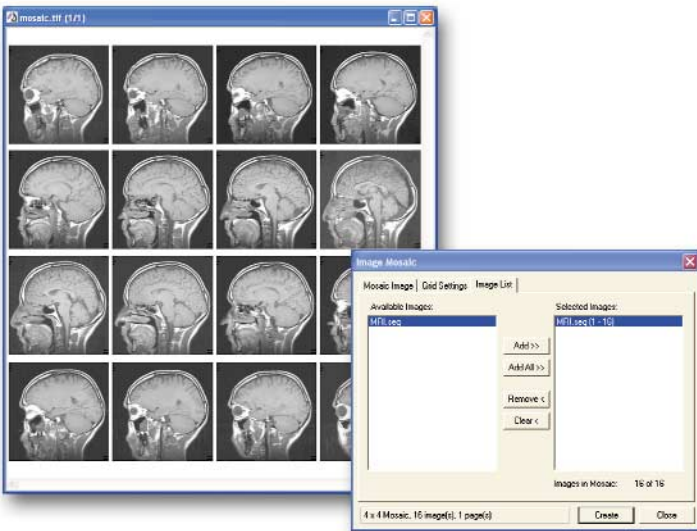 mosaic.tif (1/1)
Image Mosaic
Mosaic Image | Grid Settings | Image List
Available Images:
Selected Images:
MRI.seq
MRI.seq (1 - 16)
Add >>
Add All >>
Remove <
Clear <
Images in Mosaic: 16 of 16
4 x 4 Mosaic, 16 image(s), 1 page(s)
Create
Close